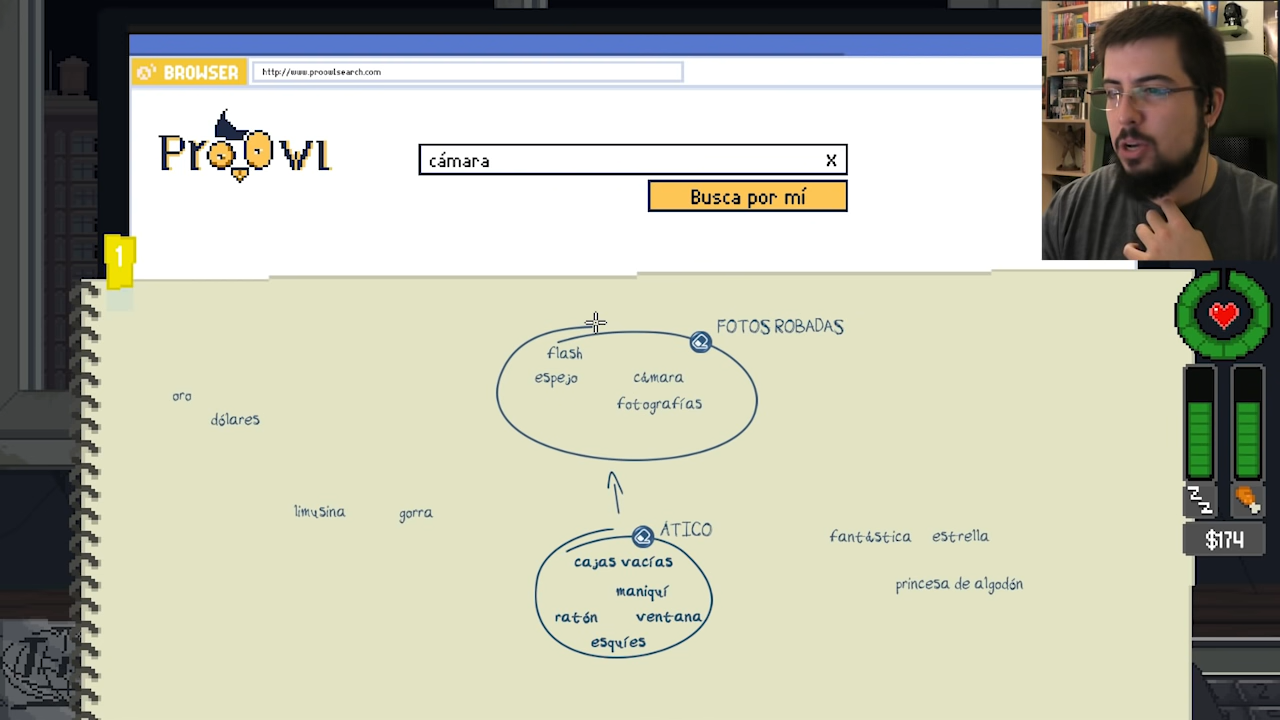 BROWSER
http://www.proowlsearch.com
PrOOwl
cámara X
Busca por mí
1
FOTOS ROBADAS
flash
espejo cámara
fotografías
oro
dólares
limusina gorra
ÁTICO
cajas vacías
maniquí
ratón ventana
esquíes
fantástica estrella
princesa de algodón
zzz
$174